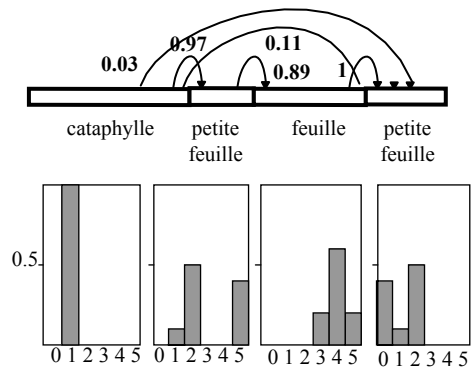 0.97 0.11
0.03 0.89 1
cataphylle petite feuille petite
feuille feuille
0.5
0 1 2 3 4 5 0 1 2 3 4 5 0 1 2 3 4 5 0 1 2 3 4 5